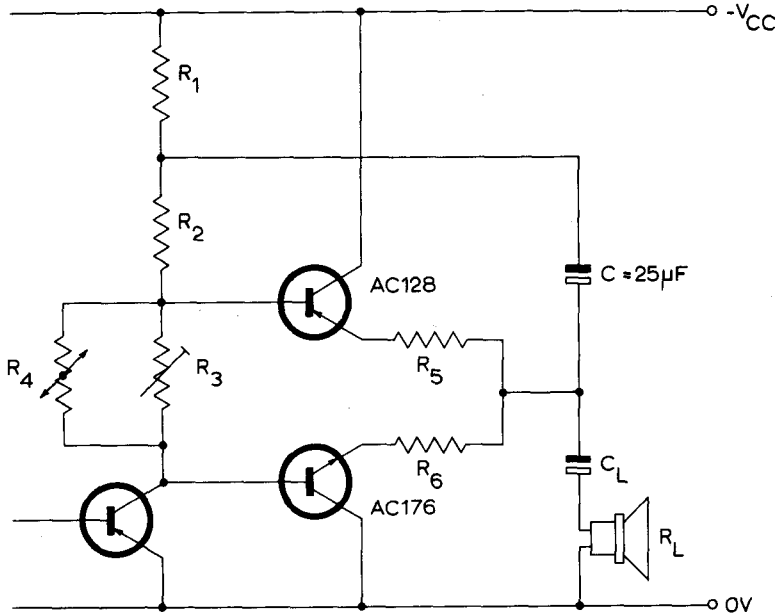 -VCC
R1
R2
AC128
C = 25μF
R4
R3
R5
R6
CL
AC176
RL
0V